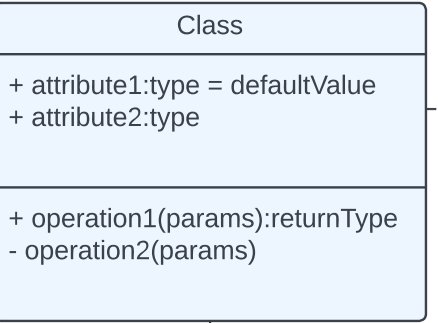 Class
+ attribute1:type = defaultValue
+ attribute2:type
+ operation1(params):returnType
- operation2(params)